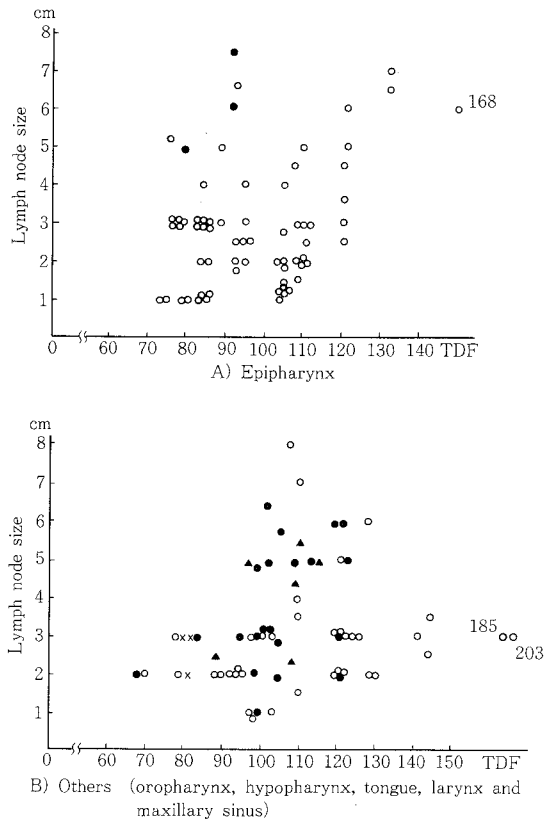 cm
8
7
6
5
4
3
2
1
Lymph node size
168
0 60 70 80 90 100 110 120 130 140 TDF
A) Epipharynx
cm
8
7
6
5
4
3
2
1
Lymph node size
185
203
0 60 70 80 90 100 110 120 130 140 150 TDF
B) Others (oropharynx, hypopharynx, tongue, larynx and
maxillary sinus)